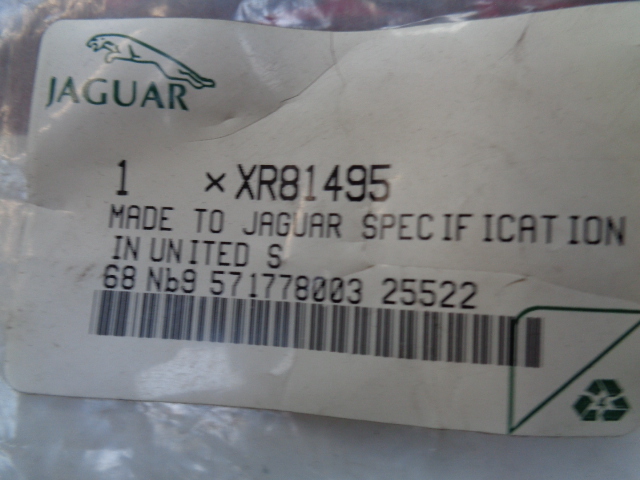 JAGUAR
1 × XR81495
MADE TO JAGUAR SPECIFICATION
IN UNITED S
68 Nb9 571778003 25522